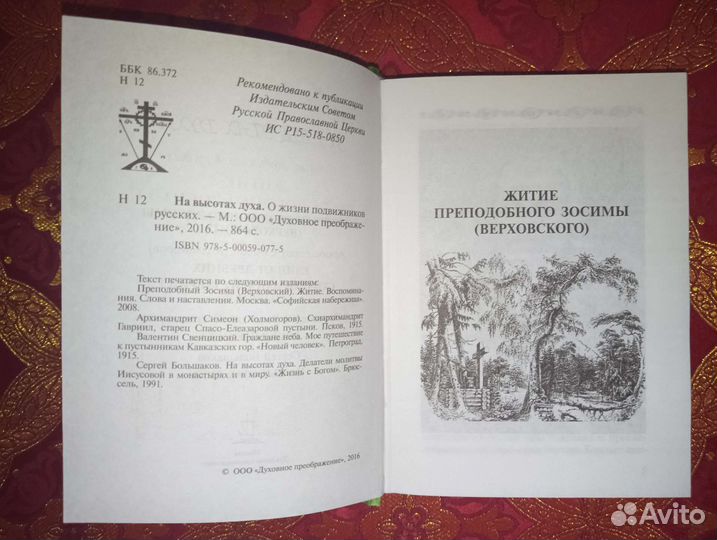 ББК 86.372
Н 12
Рекомендовано к публикации
Издательским Советом
Русской Православной Церкви
ИС Р15-518-0850
Н 12 На высотах духа. О жизни подвижников
русских. — М.: ООО «Духовное преображе-
ние», 2016. — 864 с.
ISBN 978-5-00059-077-5
Текст печатается по следующим изданиям:
Преподобный Зосима (Верховский). Житие. Воспомина-
ния. Слова и наставления. Москва. «Софийская набережная»,
2008.
Архимандрит Симеон (Холмогоров). Схиархимандрит
Гавриил, старец Спасо-Елеазаровой пустыни. Псков, 1915.
Валентин Свенцицкий. Граждане неба. Мое путешествие
к пустынникам Кавказских гор. «Новый человек». Петроград,
1915.
Сергей Большаков. На высотах духа. Делатели молитвы
Иисусовой в монастырях и в миру. «Жизнь с Богом». Брюс-
сель, 1991.
© ООО «Духовное преображение», 2016
ЖИТИЕ
ПРЕПОДОБНОГО ЗОСИМЫ
(ВЕРХОВСКОГО)
Avito